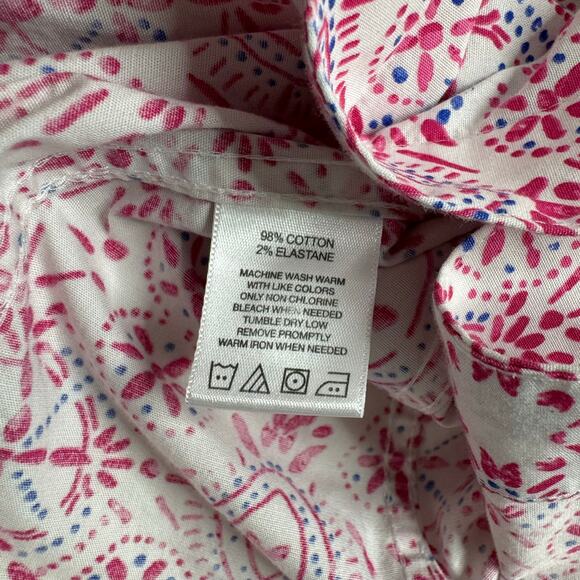 98% COTTON
2% ELASTANE
MACHINE WASH WARM
WITH LIKE COLORS
ONLY NON CHLORINE
BLEACH WHEN NEEDED
TUMBLE DRY LOW
REMOVE PROMPTLY
WARM IRON WHEN NEEDED